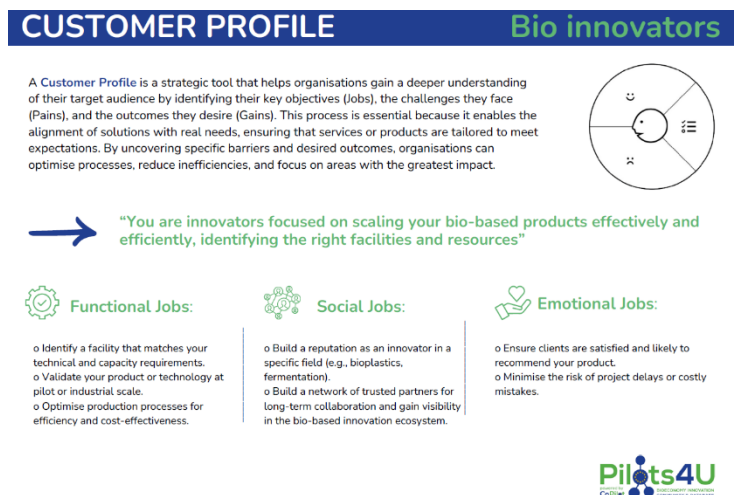 CUSTOMER PROFILE
Bio innovators
A Customer Profile is a strategic tool that helps organisations gain a deeper understanding
of their target audience by identifying their key objectives (Jobs), the challenges they face
(Pains), and the outcomes they desire (Gains). This process is essential because it enables the
alignment of solutions with real needs, ensuring that services or products are tailored to meet
expectations. By uncovering specific barriers and desired outcomes, organisations can
optimise processes, reduce inefficiencies, and focus on areas with the greatest impact.
“You are innovators focused on scaling your bio-based products effectively and
efficiently, identifying the right facilities and resources”
Functional Jobs:
o Identify a facility that matches your
technical and capacity requirements.
o Validate your product or technology at
pilot or industrial scale.
o Optimise production processes for
efficiency and cost-effectiveness.
Social Jobs:
o Build a reputation as an innovator in a
specific field (e.g., bioplastics,
fermentation).
o Build a network of trusted partners for
long-term collaboration and gain visibility
in the bio-based innovation ecosystem.
Emotional Jobs:
o Ensure clients are satisfied and likely to
recommend your product.
o Minimise the risk of project delays or costly
mistakes.
Pilots4U